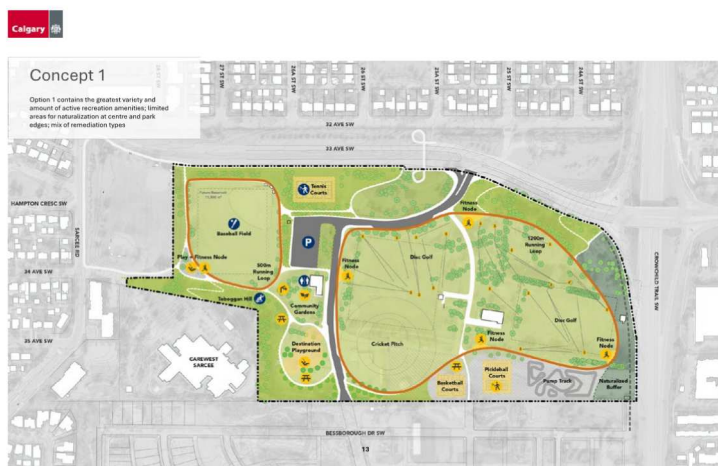 Calgary
Concept 1
Option 1 contains the greatest variety and
amount of active recreation amenities; limited
areas for naturalization at centre and park
edges; mix of remediation types
27 ST SW
26A ST SW
26 ST SW
25A ST SW
25 ST SW
24A ST SW
32 AVE SW
33 AVE SW
HAMPTON CRESC SW
SARCEE RD
34 AVE SW
35 AVE SW
CROWCHILD TRAIL SW
Tennis
Courts
Baseball Field
P
Fitness
Node
1200m
Running
Loop
Play + Fitness Node
500m
Running
Loop
Fitness
Node
Disc Golf
Toboggan Hill
Community
Gardens
Disc Golf
Destination
Playground
Cricket Pitch
Fitness
Node
Fitness
Node
CAREWEST
SARCEE
Basketball
Courts
Pickleball
Courts
Pump Track
Naturalized
Buffer
BESSBOROUGH DR SW
13